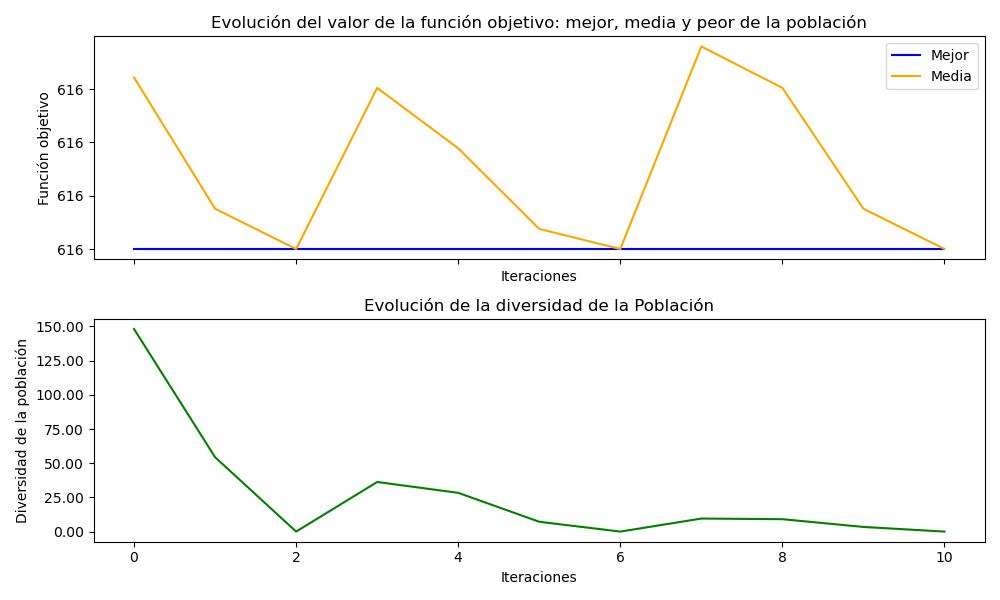 Evolución del valor de la función objetivo: mejor, media y peor de la población
Mejor
Media
Función objetivo
616
616
616
616
Iteraciones
Evolución de la diversidad de la Población
Diversidad de la población
150.00
125.00
100.00
75.00
50.00
25.00
0.00
0 2 4 6 8 10
Iteraciones